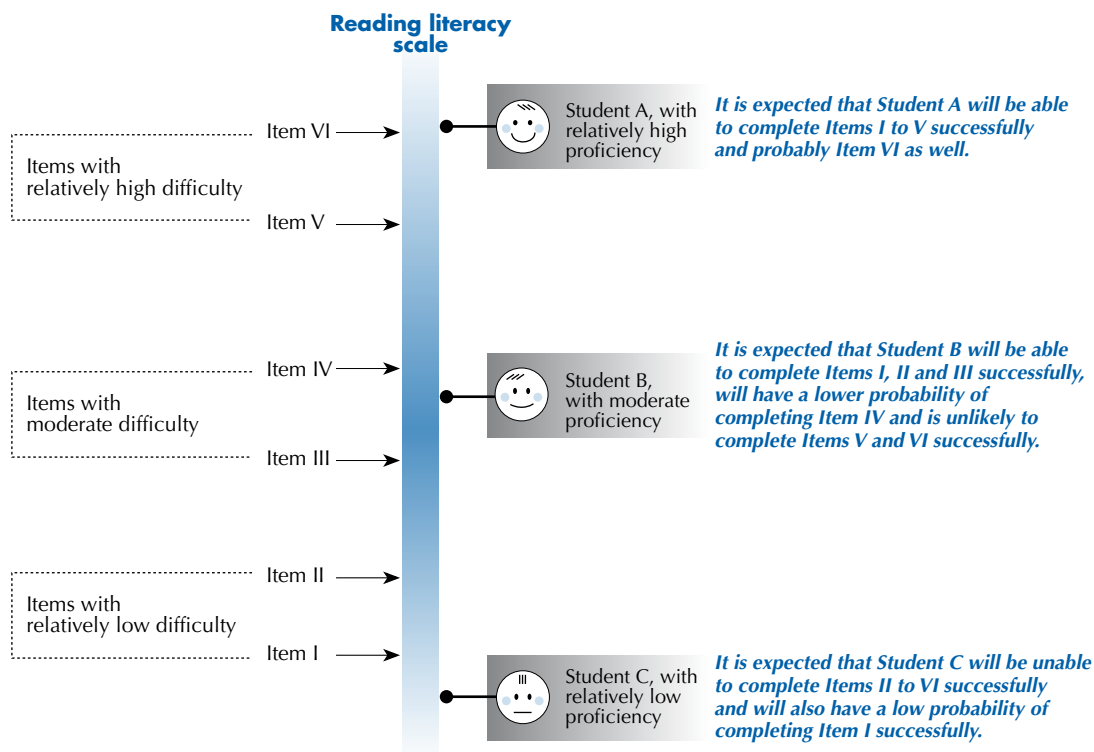 Reading literacy
scale
Item VI
Items with
relatively high difficulty
Item V
Student A, with
relatively high
proficiency
It is expected that Student A will be able
to complete Items I to V successfully
and probably Item VI as well.
Item IV
Items with
moderate difficulty
Item III
Student B,
with moderate
proficiency
It is expected that Student B will be able
to complete Items I, II and III successfully,
will have a lower probability of
completing Item IV and is unlikely to
complete Items V and VI successfully.
Item II
Items with
relatively low difficulty
Item I
Student C, with
relatively low
proficiency
It is expected that Student C will be unable
to complete Items II to VI successfully
and will also have a low probability of
completing Item I successfully.